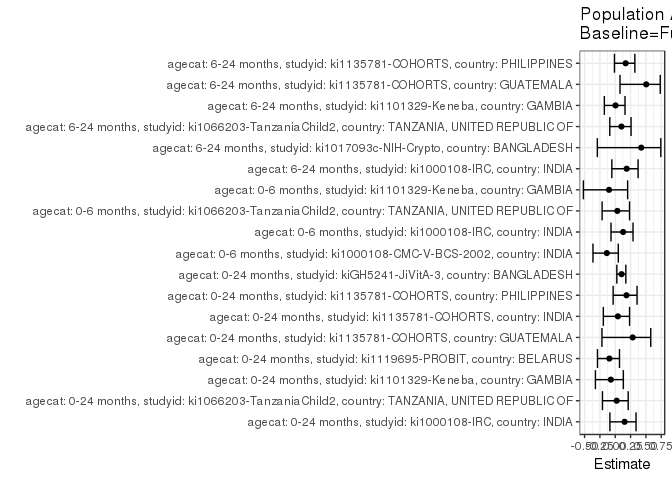 Population
Baseline=F
agecat: 6-24 months, studyid: ki1135781-COHORTS, country: PHILIPPINES
agecat: 6-24 months, studyid: ki1135781-COHORTS, country: GUATEMALA
agecat: 6-24 months, studyid: ki1101329-Keneba, country: GAMBIA
agecat: 6-24 months, studyid: ki1066203-TanzaniaChild2, country: TANZANIA, UNITED REPUBLIC OF
agecat: 6-24 months, studyid: ki1017093c-NIH-Crypto, country: BANGLADESH
agecat: 6-24 months, studyid: ki1000108-IRC, country: INDIA
agecat: 0-6 months, studyid: ki1101329-Keneba, country: GAMBIA
agecat: 0-6 months, studyid: ki1066203-TanzaniaChild2, country: TANZANIA, UNITED REPUBLIC OF
agecat: 0-6 months, studyid: ki1000108-IRC, country: INDIA
agecat: 0-6 months, studyid: ki1000108-CMC-V-BCS-2002, country: INDIA
agecat: 0-24 months, studyid: kiGH5241-JiVitA-3, country: BANGLADESH
agecat: 0-24 months, studyid: ki1135781-COHORTS, country: PHILIPPINES
agecat: 0-24 months, studyid: ki1135781-COHORTS, country: INDIA
agecat: 0-24 months, studyid: ki1135781-COHORTS, country: GUATEMALA
agecat: 0-24 months, studyid: ki1119695-PROBIT, country: BELARUS
agecat: 0-24 months, studyid: ki1101329-Keneba, country: GAMBIA
agecat: 0-24 months, studyid: ki1066203-TanzaniaChild2, country: TANZANIA, UNITED REPUBLIC OF
agecat: 0-24 months, studyid: ki1000108-IRC, country: INDIA
-0.50 -0.25 0.00 0.25 0.50 0.75
Estimate